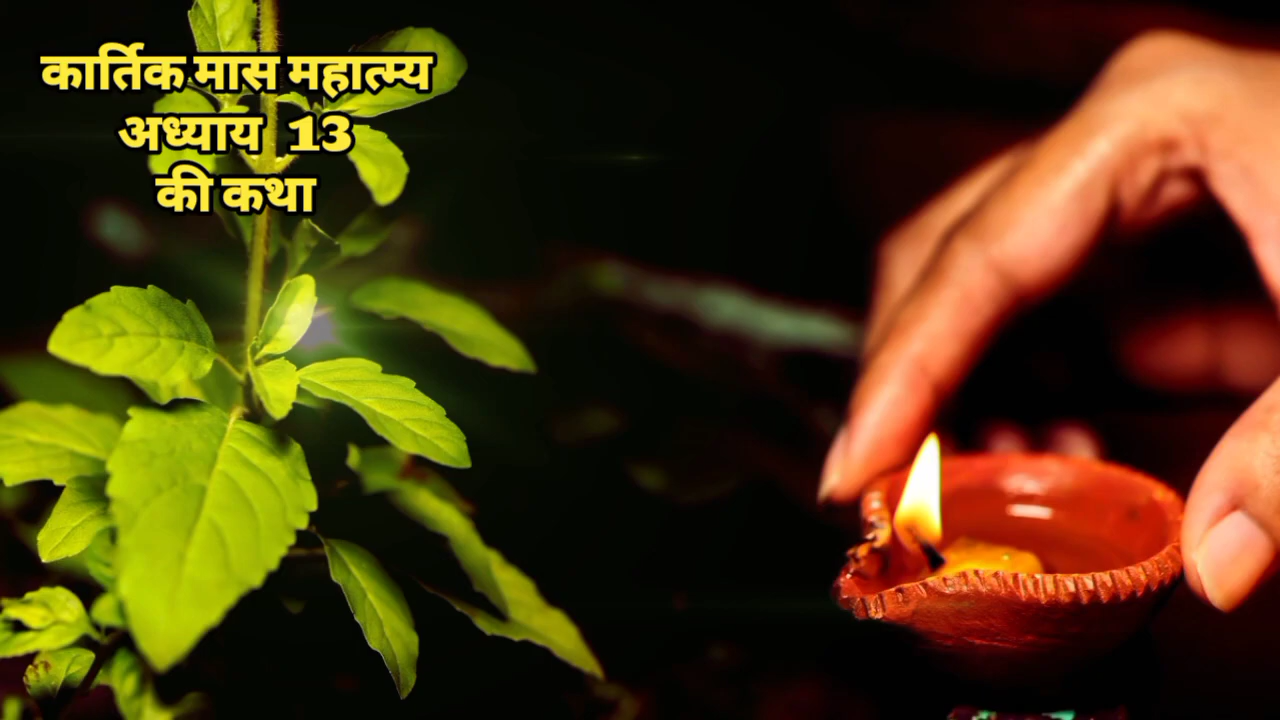 कार्तिक मास महात्म्य
अध्याय 13
की कथा